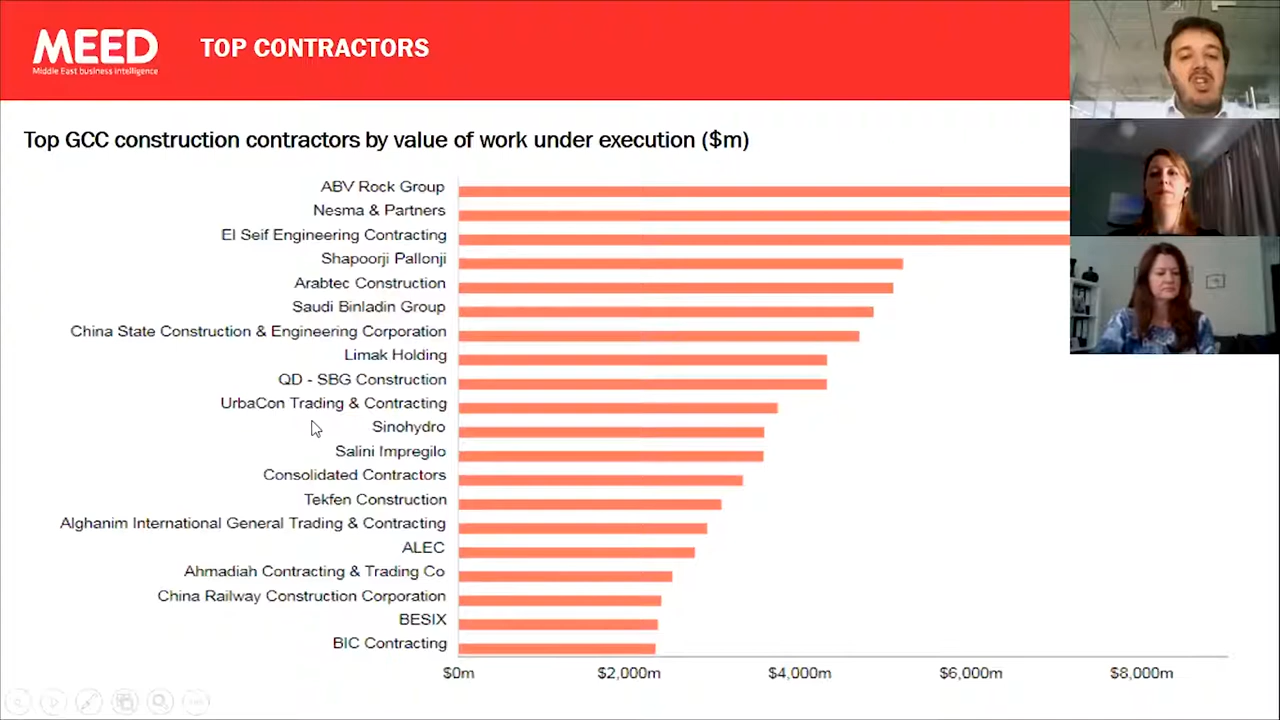 MEED
Middle East business intelligence
TOP CONTRACTORS
Top GCC construction contractors by value of work under execution ($m)
ABV Rock Group
Nesma & Partners
El Seif Engineering Contracting
Shapoorji Pallonji
Arabtec Construction
Saudi Binladin Group
China State Construction & Engineering Corporation
Limak Holding
QD - SBG Construction
UrbaCon Trading & Contracting
Sinohydro
Salini Impregilo
Consolidated Contractors
Tekfen Construction
Alghanim International General Trading & Contracting
ALEC
Ahmadiah Contracting & Trading Co
China Railway Construction Corporation
BESIX
BIC Contracting
$0m $2,000m $4,000m $6,000m $8,000m